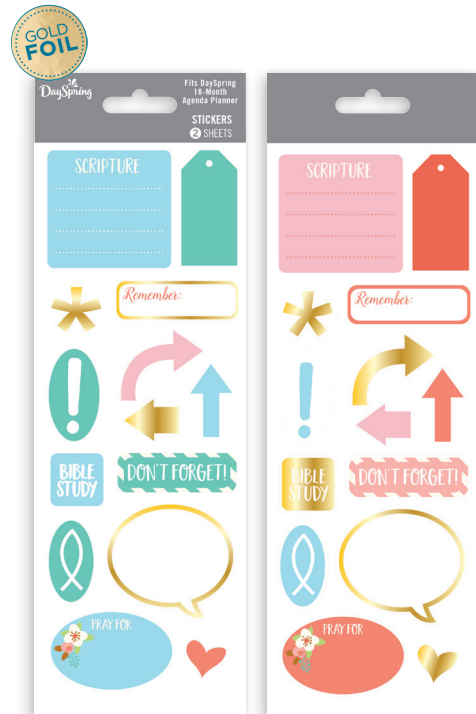 GOLD
FOIL
DaySpring
Fits DaySpring
18-Month
Agenda Planner
STICKERS
2 SHEETS
SCRIPTURE
Remember:
BIBLE
STUDY
DON'T FORGET!
PRAY FOR
SCRIPTURE
Remember:
BIBLE
STUDY
DON'T FORGET!
PRAY FOR